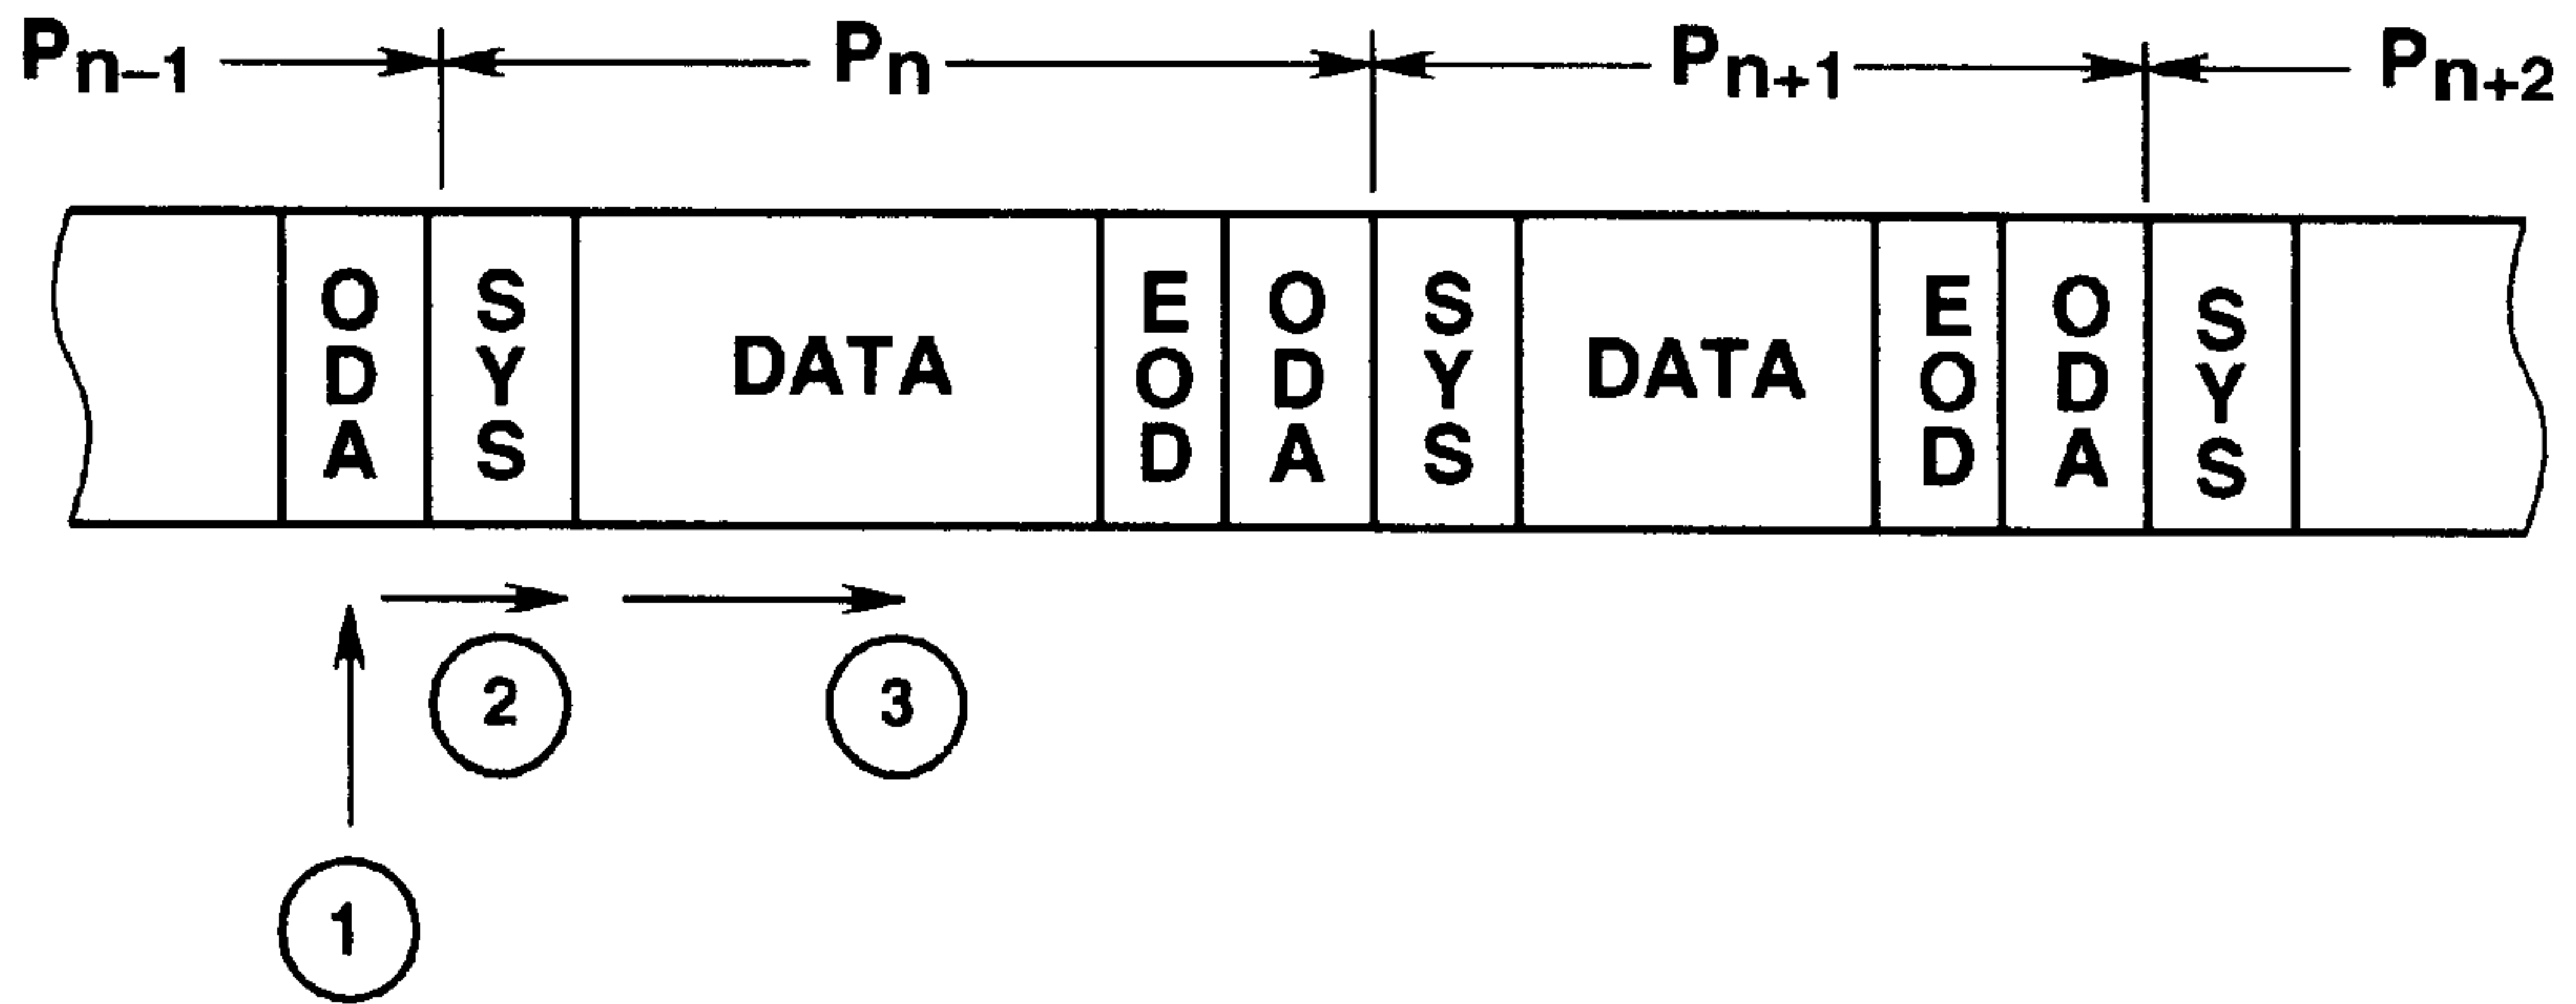 Pn−1 Pn Pn+1 Pn+2
ODA SYS DATA EOD ODA SYS DATA EOD ODA SYS
2 3
1